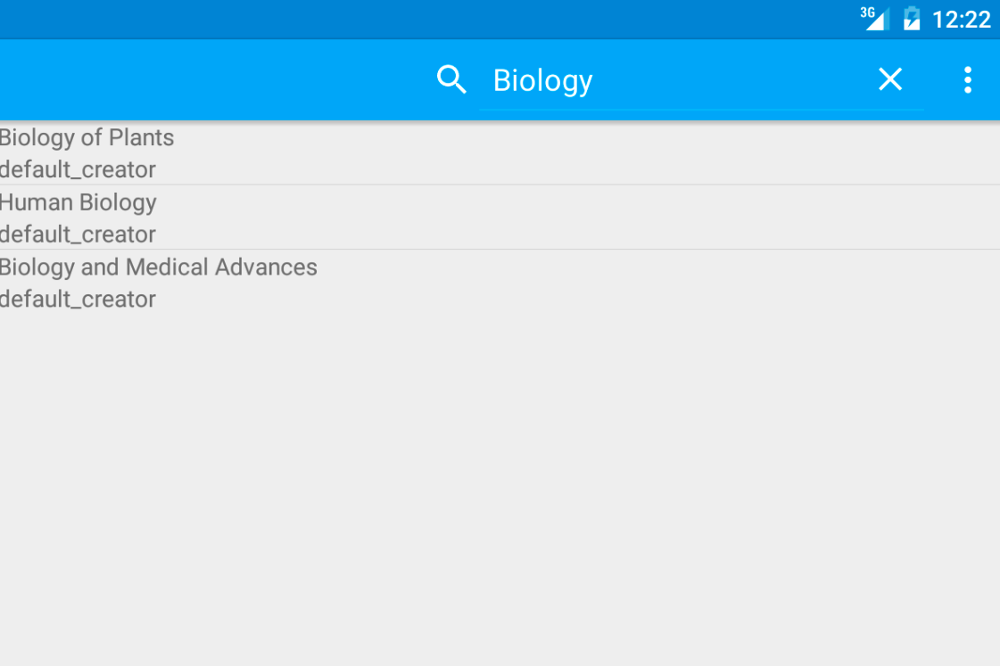 3G 12:22
Biology
Biology of Plants
default_creator
Human Biology
default_creator
Biology and Medical Advances
default_creator